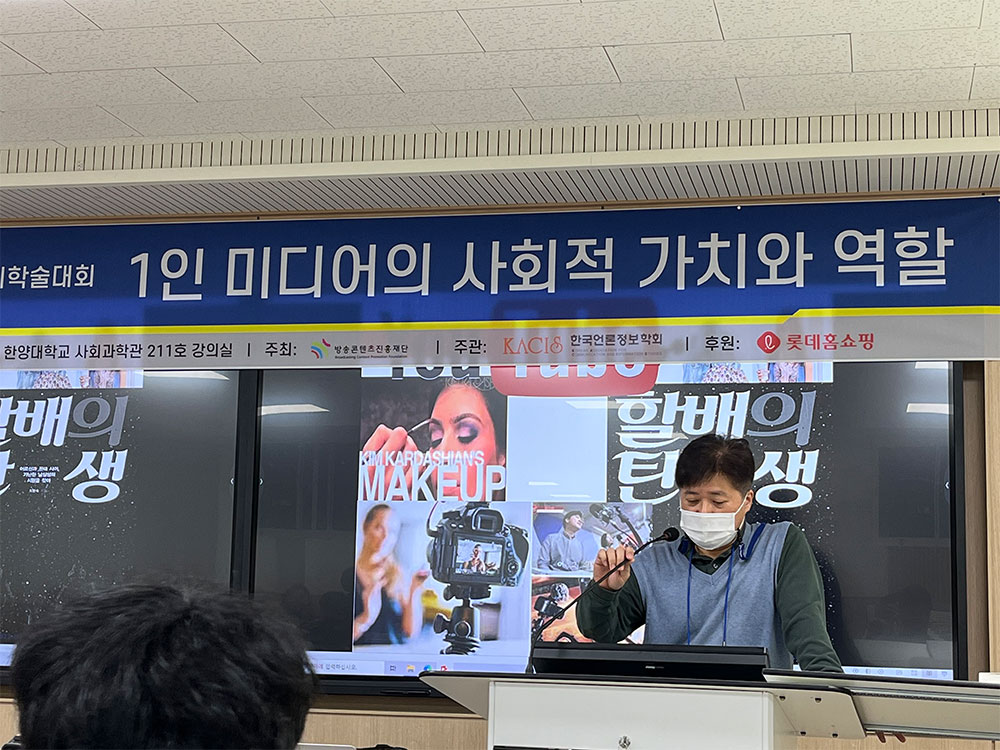 학술대회
1인 미디어의 사회적 가치와 역할
한양대학교 사회과학관 211호 강의실 | 주최: 방송콘텐츠진흥재단 | 주관: KACIS 한국언론정보학회 | 후원: 롯데홈쇼핑
YouTube
할배의
탄생
KIM KARDASHIAN'S
MAKEUP
할배의
탄생